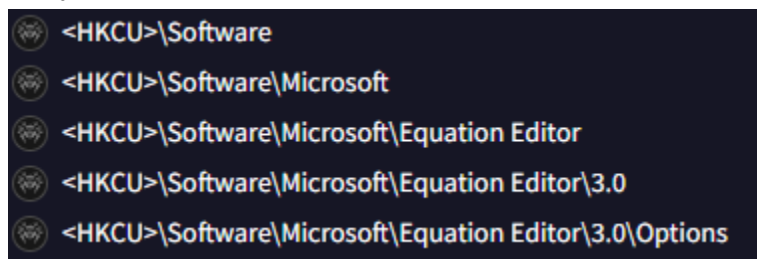 <HKCU>\Software
<HKCU>\Software\Microsoft
<HKCU>\Software\Microsoft\Equation Editor
<HKCU>\Software\Microsoft\Equation Editor\3.0
<HKCU>\Software\Microsoft\Equation Editor\3.0\Options